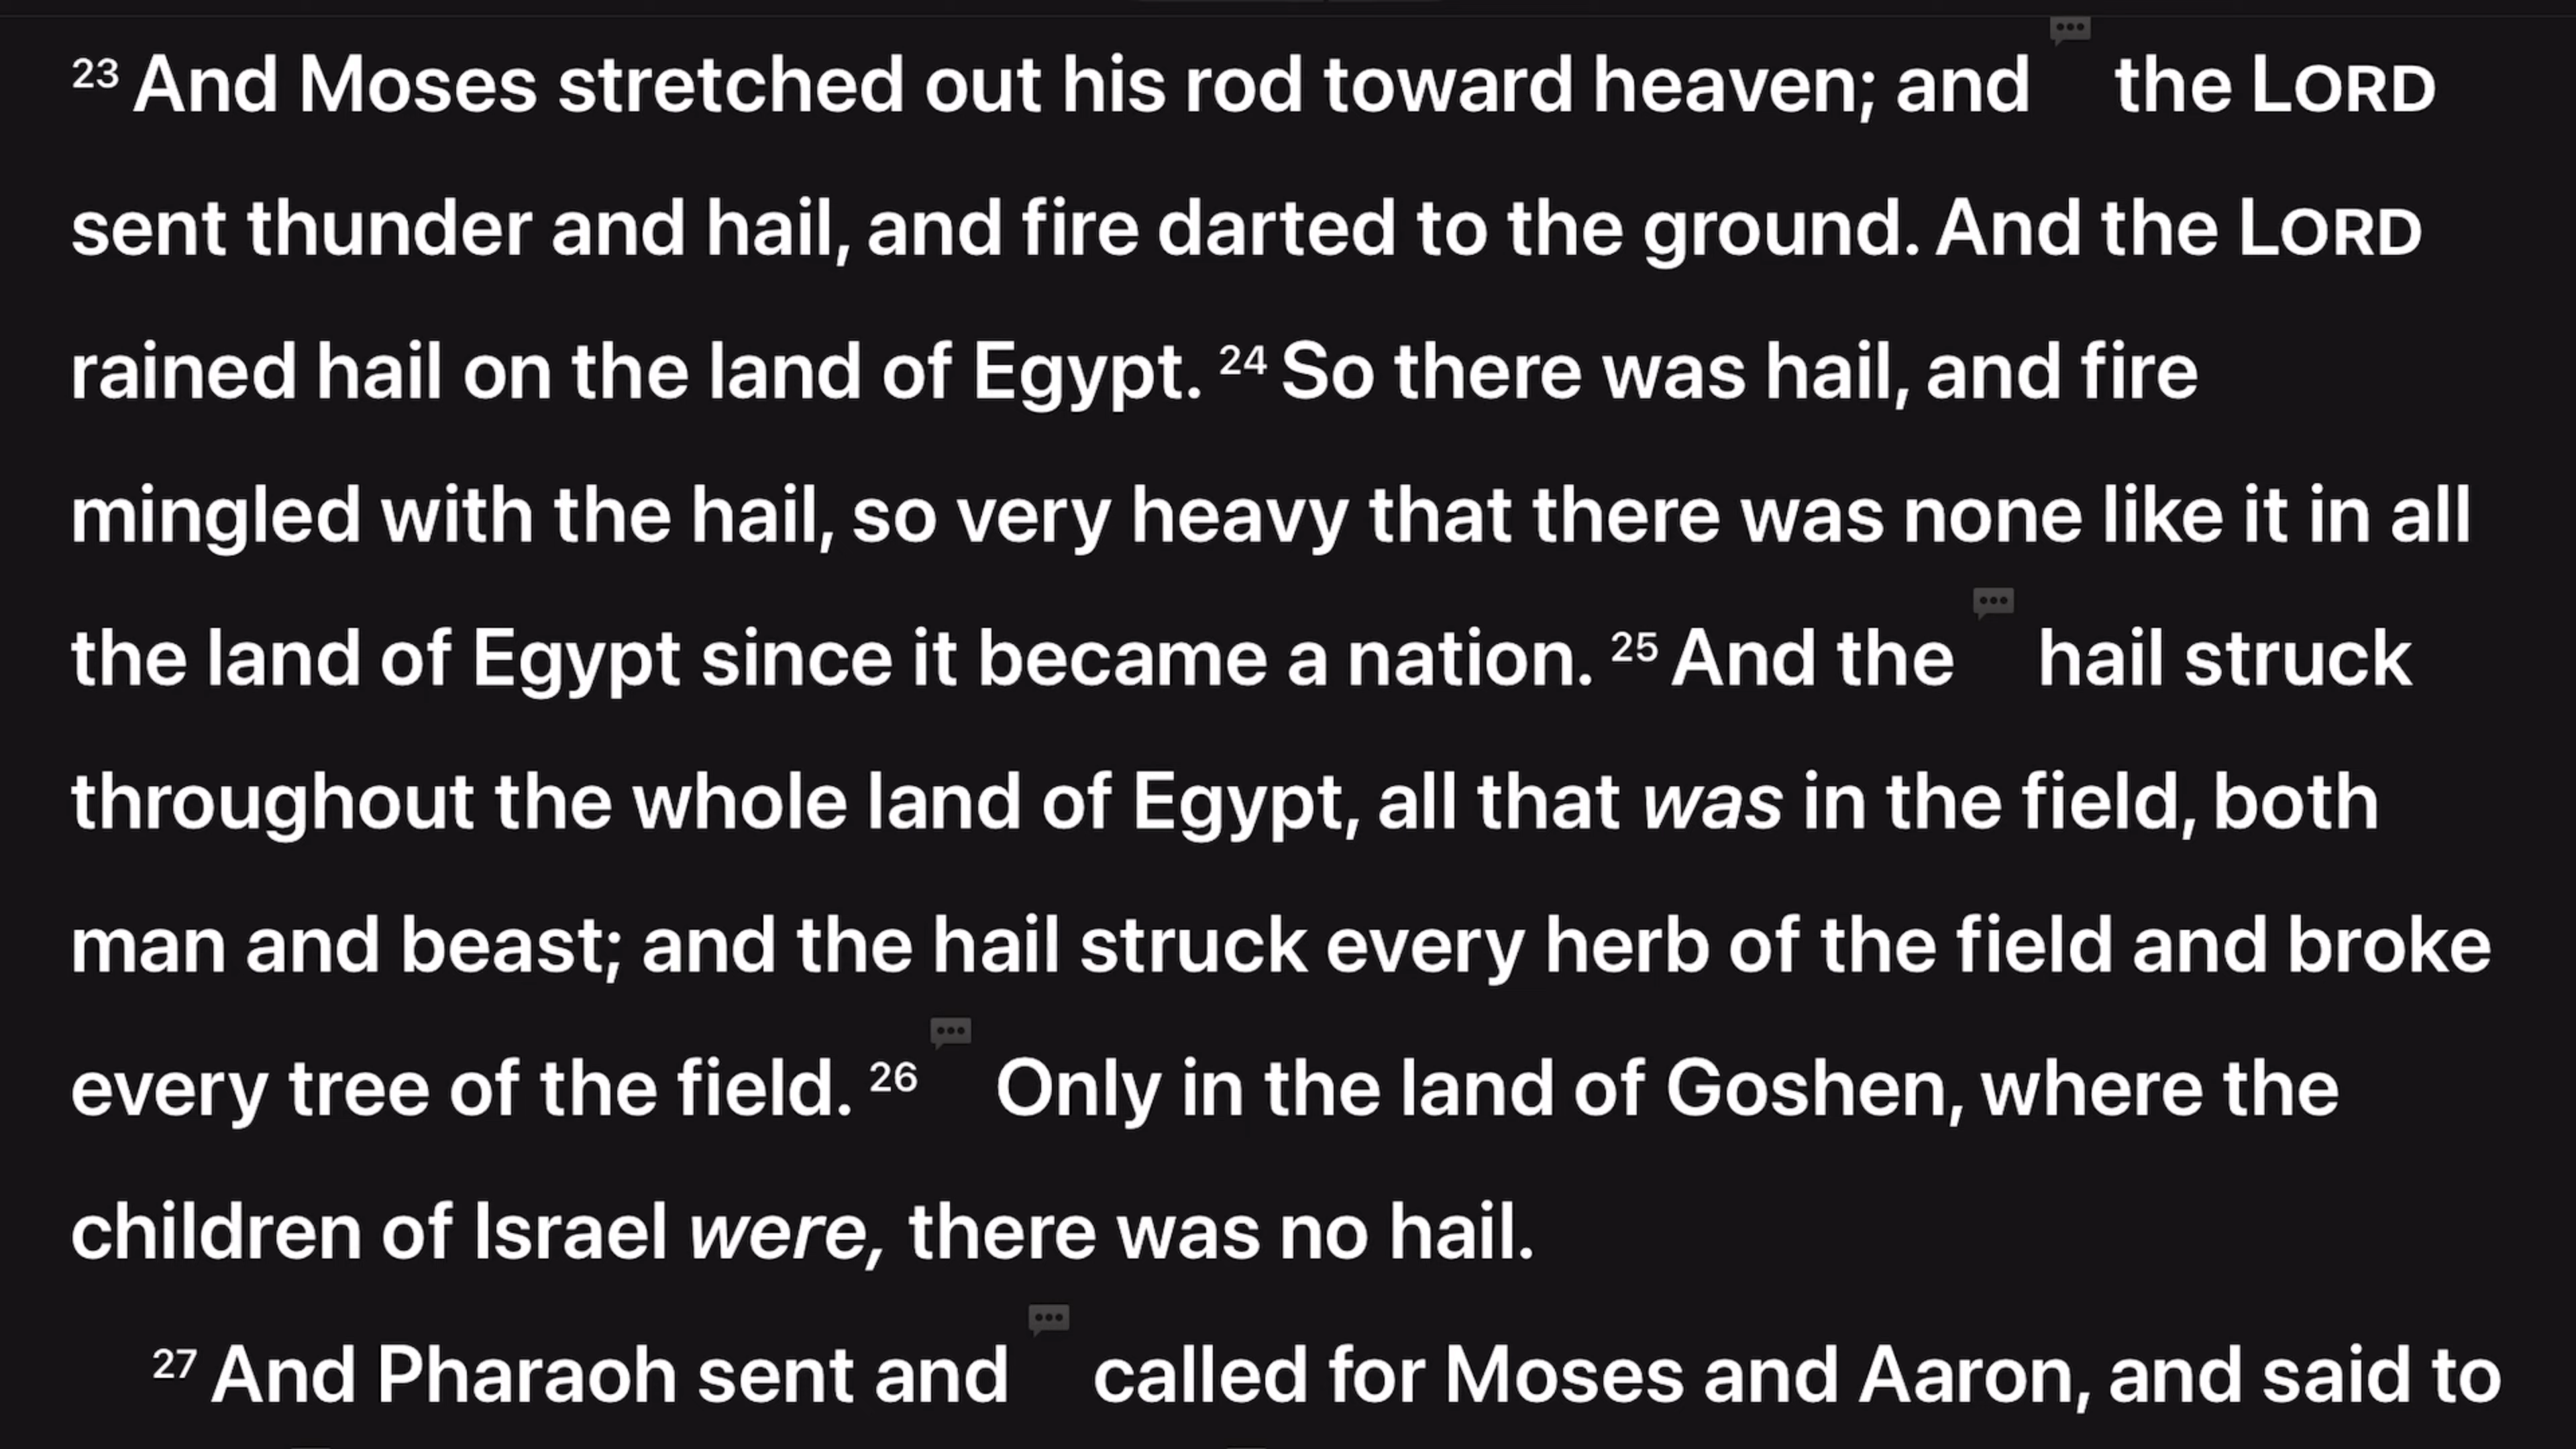 23 And Moses stretched out his rod toward heaven; and the LORD
sent thunder and hail, and fire darted to the ground. And the LORD
rained hail on the land of Egypt. 24 So there was hail, and fire
mingled with the hail, so very heavy that there was none like it in all
the land of Egypt since it became a nation. 25 And the hail struck
throughout the whole land of Egypt, all that was in the field, both
man and beast; and the hail struck every herb of the field and broke
every tree of the field. 26 Only in the land of Goshen, where the
children of Israel were, there was no hail.
27 And Pharaoh sent and called for Moses and Aaron, and said to